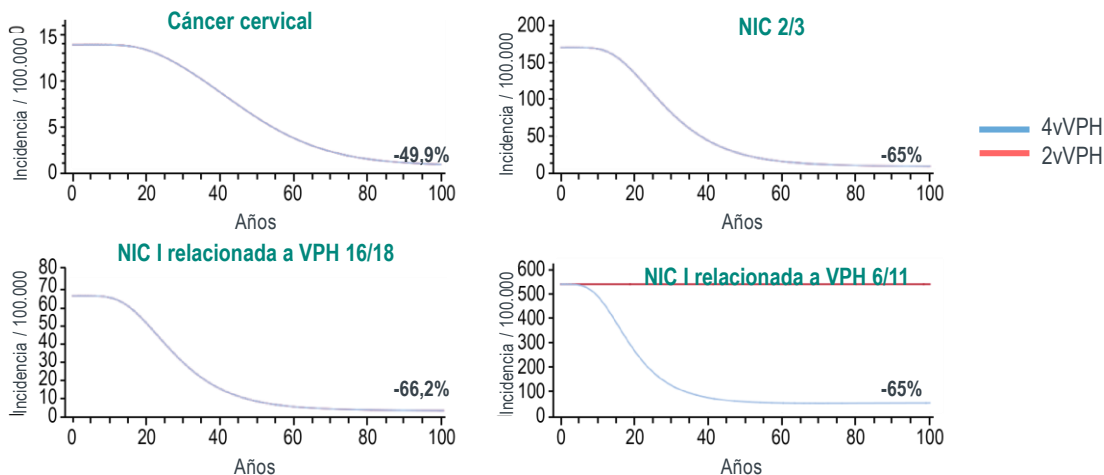 Cáncer cervical
Incidencia / 100.000
15
10
5
0
-49,9%
0 20 40 60 80 100
Años
NIC 2/3
Incidencia / 100.000
200
150
100
50
0
-65%
0 20 40 60 80 100
Años
4vVPH
2vVPH
NIC I relacionada a VPH 16/18
Incidencia / 100.000
80
70
60
50
40
30
20
10
0
-66,2%
0 20 40 60 80 100
Años
NIC I relacionada a VPH 6/11
Incidencia / 100.000
600
500
400
300
200
100
0
-65%
0 20 40 60 80 100
Años